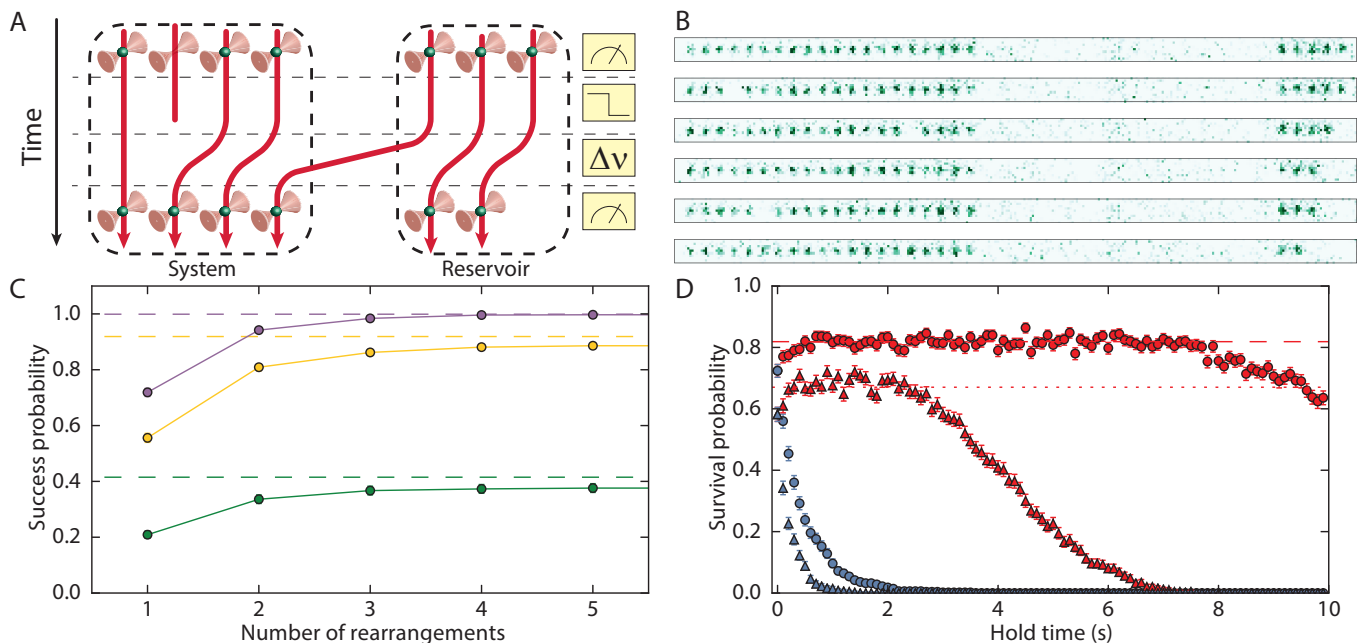 A
Time
Δν
System
Reservoir
B
C
Success probability
1.0
0.8
0.6
0.4
0.2
0.0
1
2
3
4
5
Number of rearrangements
D
Survival probability
1.0
0.8
0.6
0.4
0.2
0.0
0
2
4
6
8
10
Hold time (s)